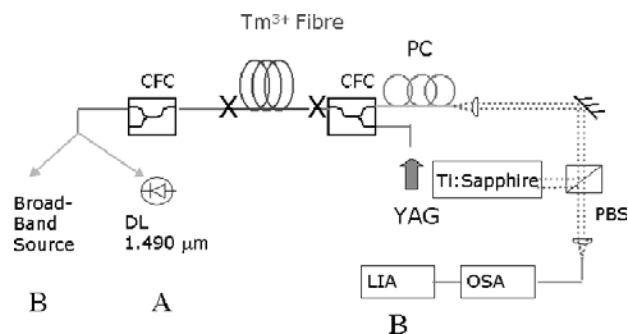 Tm³⁺ Fibre
CFC
CFC
PC
Broad-
Band
Source
DL
1.490 μm
YAG
Ti:Sapphire
PBS
LIA
OSA
B
A
B